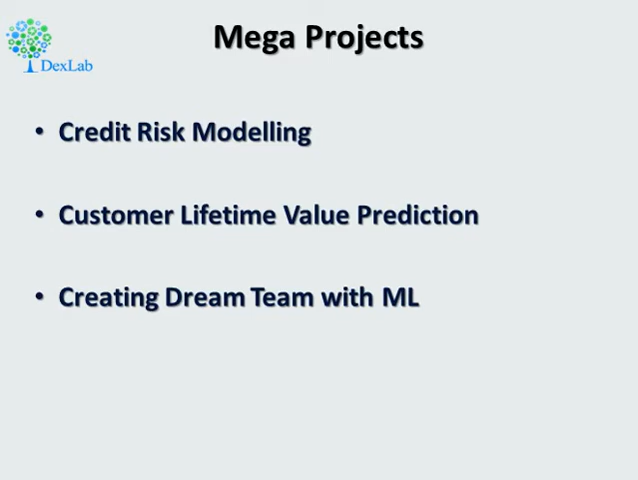 Mega Projects
DexLab
• Credit Risk Modelling
• Customer Lifetime Value Prediction
• Creating Dream Team with ML